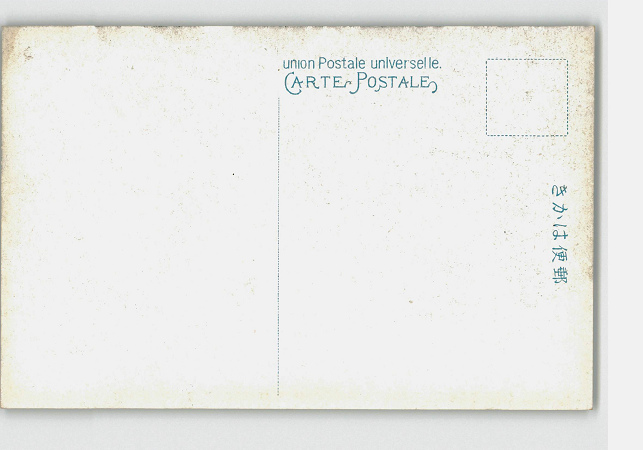 union Postale universelle.
CARTE POSTALE
きかは便郵